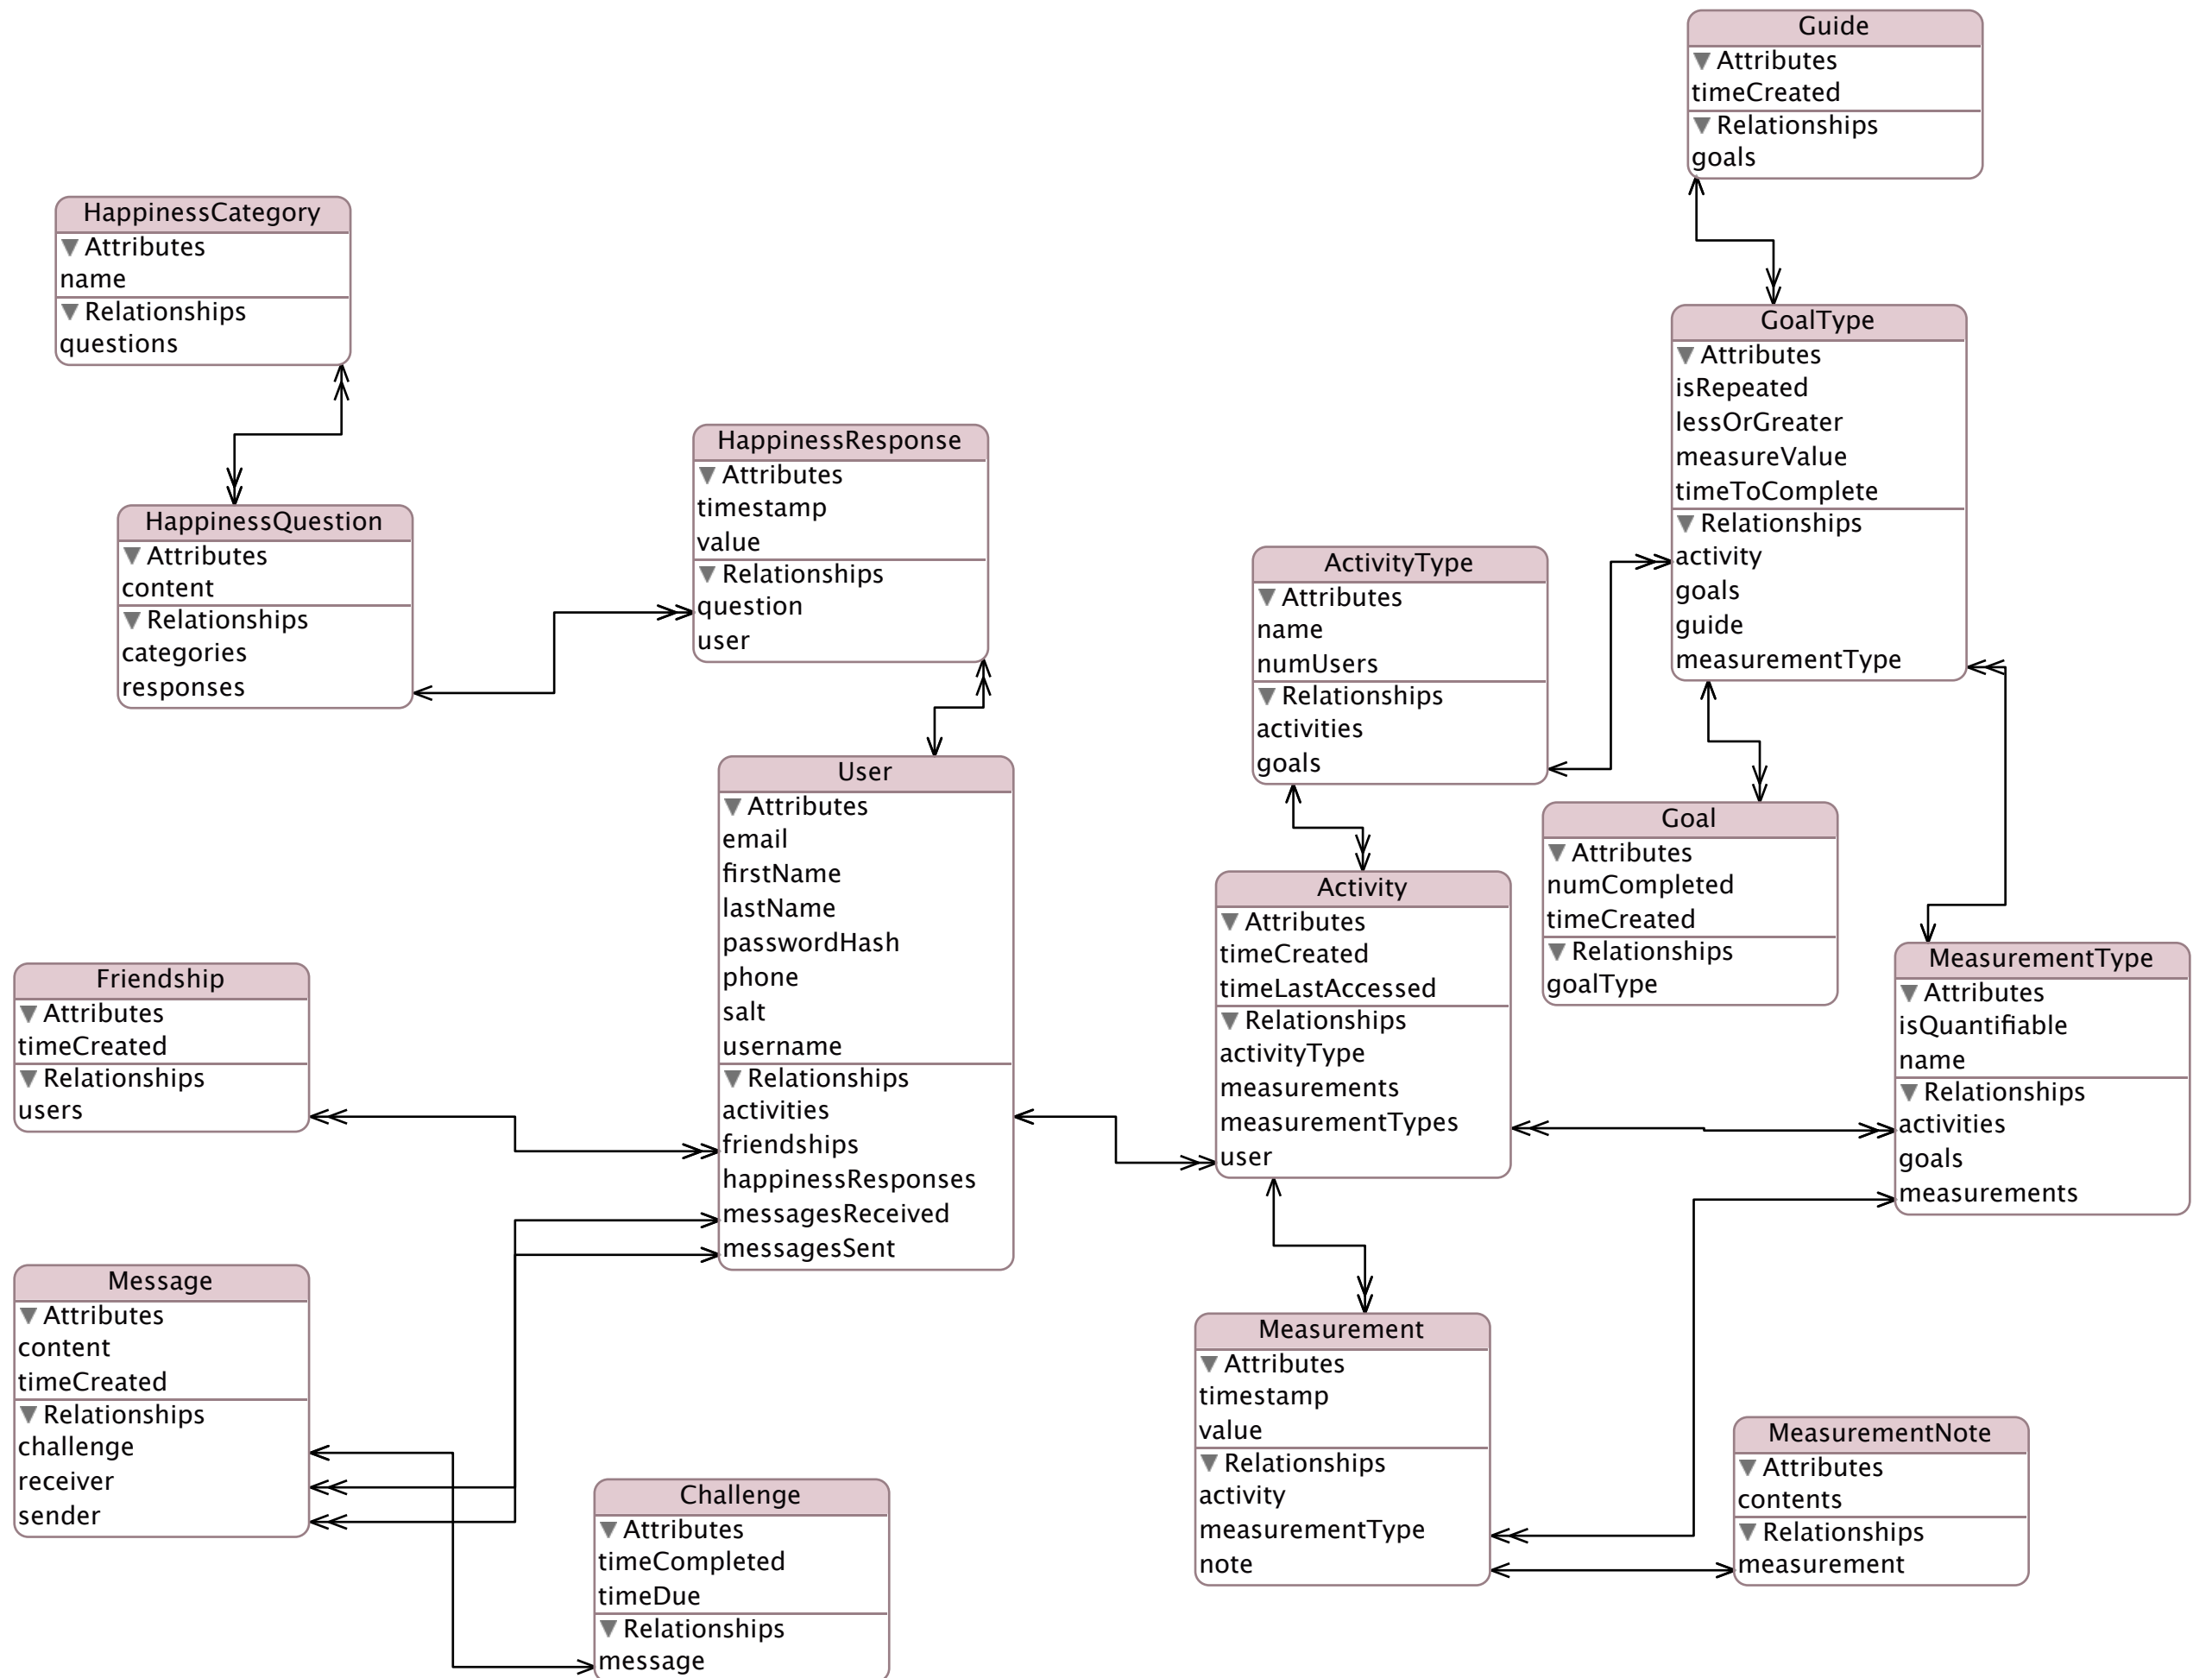 Guide
Attributes
timeCreated
Relationships
goals
HappinessCategory
Attributes
name
Relationships
questions
GoalType
Attributes
isRepeated
lessOrGreater
measureValue
timeToComplete
Relationships
activity
goals
guide
measurementType
HappinessResponse
Attributes
timestamp
value
Relationships
question
user
HappinessQuestion
Attributes
content
Relationships
categories
responses
ActivityType
Attributes
name
numUsers
Relationships
activities
goals
User
Attributes
email
firstName
lastName
passwordHash
phone
salt
username
Relationships
activities
friendships
happinessResponses
messagesReceived
messagesSent
Goal
Attributes
numCompleted
timeCreated
Relationships
goalType
Activity
Attributes
timeCreated
timeLastAccessed
Relationships
activityType
measurements
measurementTypes
user
MeasurementType
Attributes
isQuantifiable
name
Relationships
activities
goals
measurements
Friendship
Attributes
timeCreated
Relationships
users
Message
Attributes
content
timeCreated
Relationships
challenge
receiver
sender
Measurement
Attributes
timestamp
value
Relationships
activity
measurementType
note
MeasurementNote
Attributes
contents
Relationships
measurement
Challenge
Attributes
timeCompleted
timeDue
Relationships
message